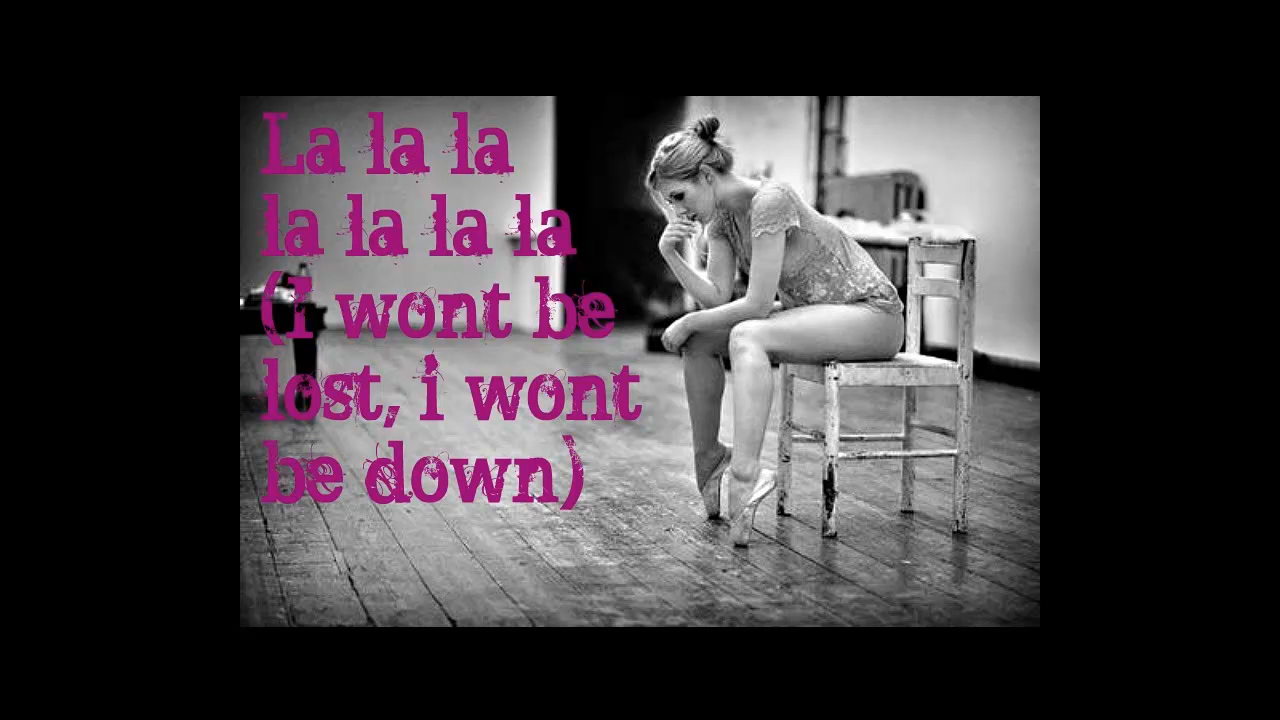 La la la
la la la la
(I wont be
lost, i wont
be down)